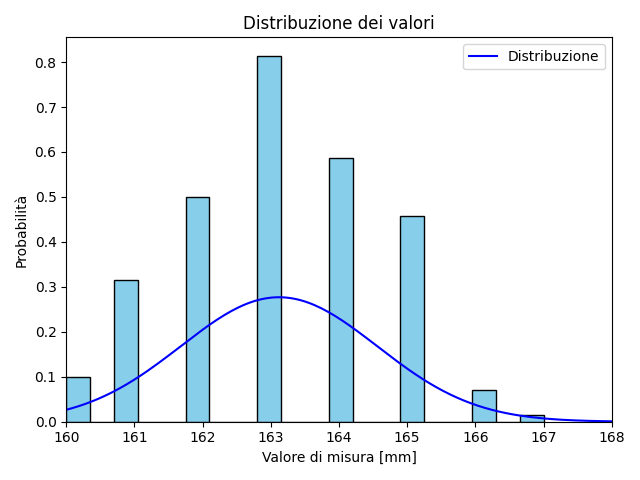 Distribuzione dei valori
Distribuzione
Probabilità
0.8
0.7
0.6
0.5
0.4
0.3
0.2
0.1
0.0
160 161 162 163 164 165 166 167 168
Valore di misura [mm]